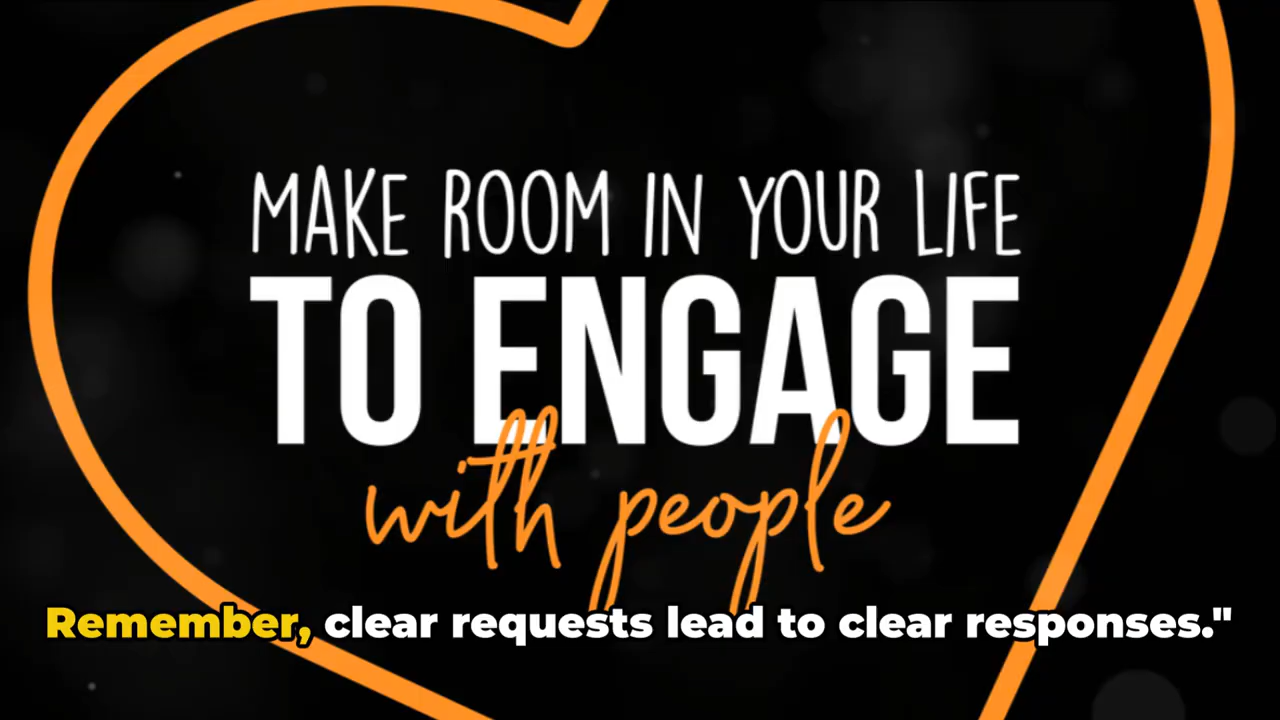 MAKE ROOM IN YOUR LIFE
TO ENGAGE
with people
Remember, clear requests lead to clear responses."